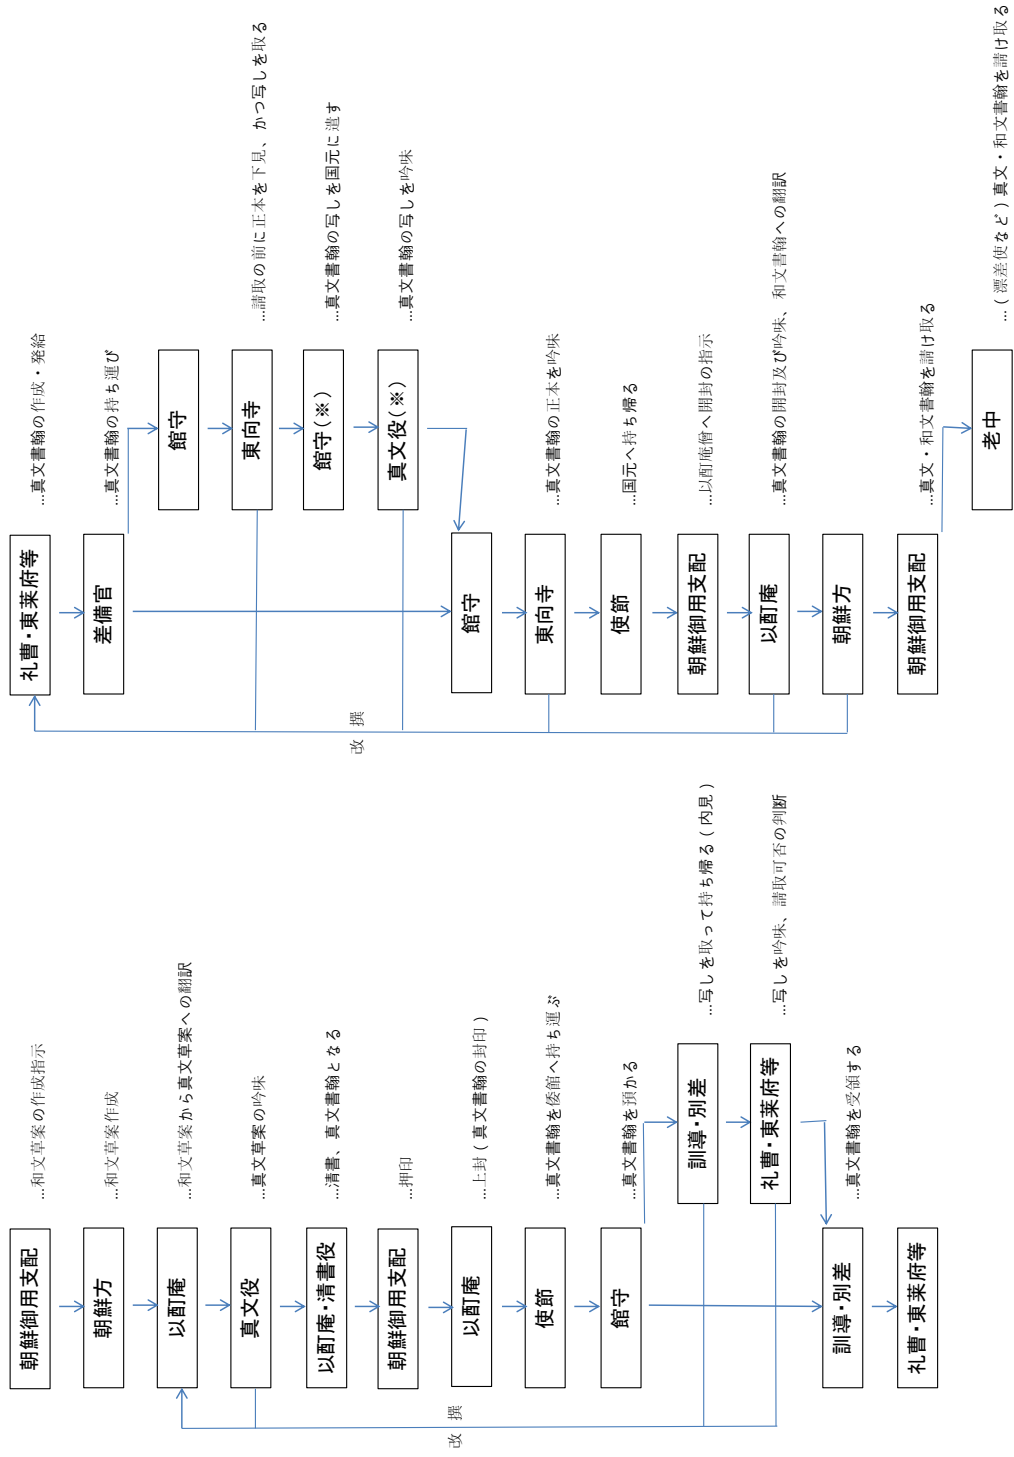 朝鮮御用支配
…和文草案の作成指示
朝鮮方
…和文草案作成
以酊庵
…和文草案から真文草案への翻訳
真文役
…真文草案の吟味
以酊庵・清書役
…清書、真文書翰となる
朝鮮御用支配
…押印
以酊庵
…上封(真文書翰の封印)
使節
…真文書翰を倭館へ持ち運ぶ
館守
…真文書翰を預かる
訓導・別差
…写しを取って持ち帰る(内見)
礼曹・東莱府等
…写しを吟味、請取可否の判断
訓導・別差
…真文書翰を受領する
礼曹・東莱府等
改 撰
礼曹・東莱府等
…真文書翰の作成・発給
差備官
…真文書翰の持ち運び
館守
東向寺
…請取の前に正本を下見、かつ写しを取る
館守(※)
…真文書翰の写しを国元に遣す
真文役(※)
…真文書翰の写しを吟味
館守
東向寺
…真文書翰の正本を吟味
使節
…国元へ持ち帰る
朝鮮御用支配
…以酊庵僧へ開封の指示
以酊庵
…真文書翰の開封及び吟味、和文書翰への翻訳
朝鮮方
朝鮮御用支配
…真文・和文書翰を請け取る
老中
…(漂差使など)真文・和文書翰を請け取る
改 撰